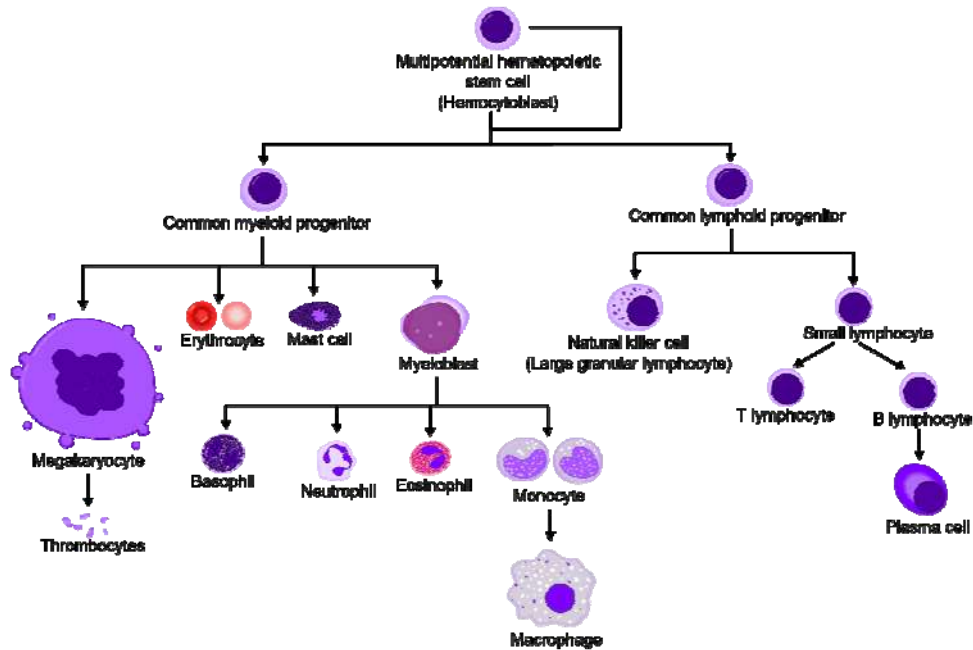 Multipotential hematopoietic
stem cell
(Hemocytoblast)
Common myeloid progenitor
Common lymphoid progenitor
Erythrocyte
Mast cell
Myeloblast
Natural killer cell
(Large granular lymphocyte)
Small lymphocyte
T lymphocyte
B lymphocyte
Megakaryocyte
Basophil
Neutrophil
Eosinophil
Monocyte
Plasma cell
Thrombocytes
Macrophage